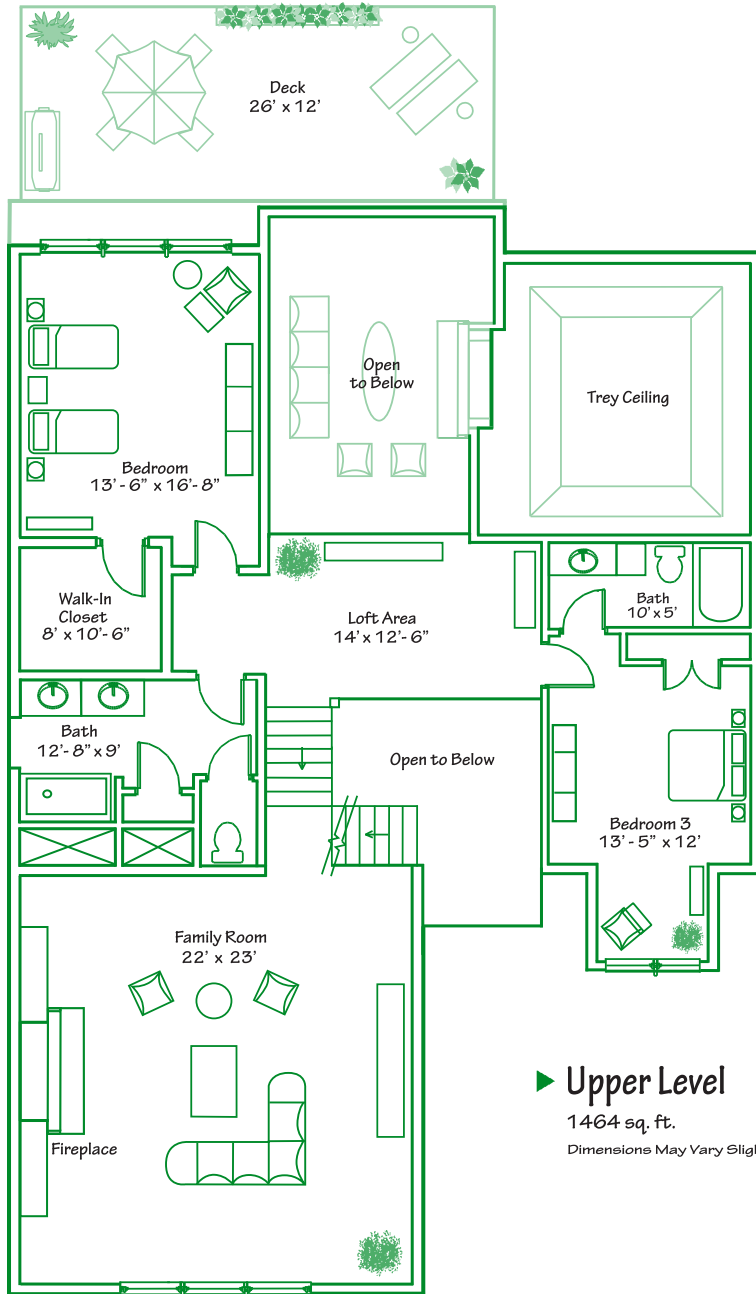 Deck
26’ x 12’
Open
to Below
Trey Ceiling
Bedroom
13’- 6” x 16’- 8”
Walk-In
Closet
8’ x 10’- 6”
Loft Area
14’ x 12’- 6”
Bath
10’ x 5’
Bath
12’- 8” x 9’
Open to Below
Bedroom 3
13’ - 5” x 12’
Family Room
22’ x 23’
Fireplace
Upper Level
1464 sq. ft.
Dimensions May Vary